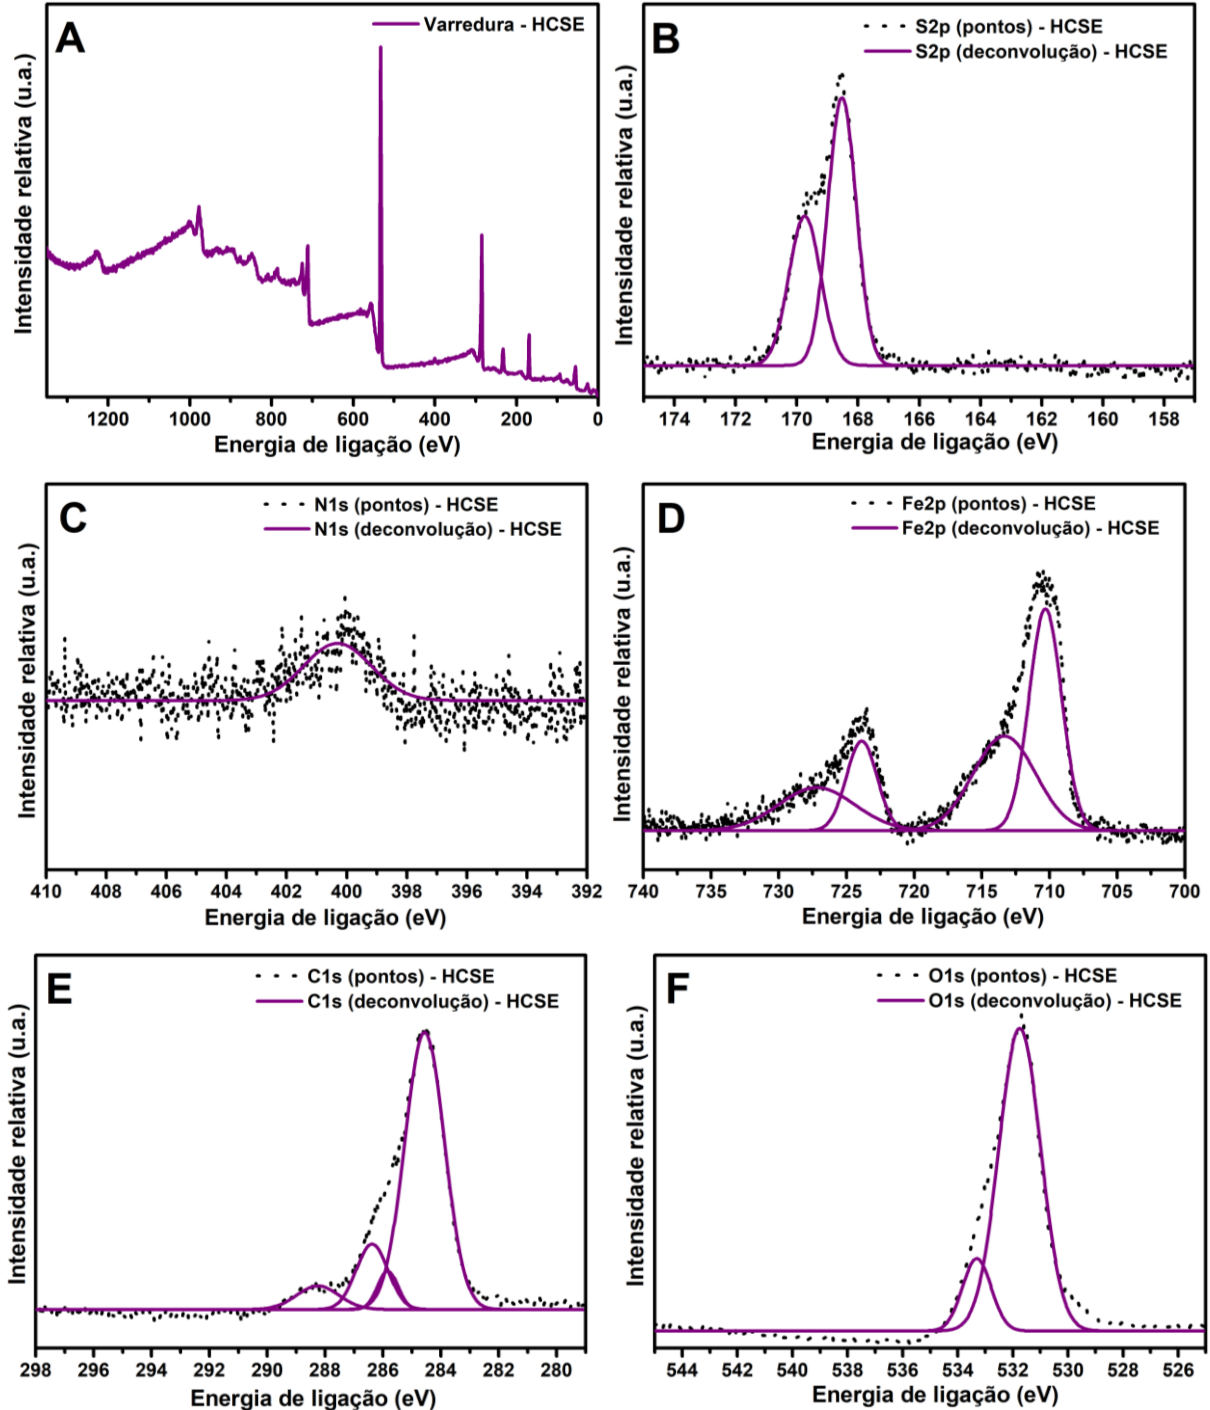 A
Varredura - HCSE
Intensidade relativa (u.a.)
1200 1000 800 600 400 200 0
Energia de ligação (eV)
B
S2p (pontos) - HCSE
S2p (deconvolução) - HCSE
Intensidade relativa (u.a.)
174 172 170 168 166 164 162 160 158
Energia de ligação (eV)
C
N1s (pontos) - HCSE
N1s (deconvolução) - HCSE
Intensidade relativa (u.a.)
410 408 406 404 402 400 398 396 394 392
Energia de ligação (eV)
D
Fe2p (pontos) - HCSE
Fe2p (deconvolução) - HCSE
Intensidade relativa (u.a.)
740 735 730 725 720 715 710 705 700
Energia de ligação (eV)
E
C1s (pontos) - HCSE
C1s (deconvolução) - HCSE
Intensidade relativa (u.a.)
298 296 294 292 290 288 286 284 282 280
Energia de ligação (eV)
F
O1s (pontos) - HCSE
O1s (deconvolução) - HCSE
Intensidade relativa (u.a.)
544 542 540 538 536 534 532 530 528 526
Energia de ligação (eV)